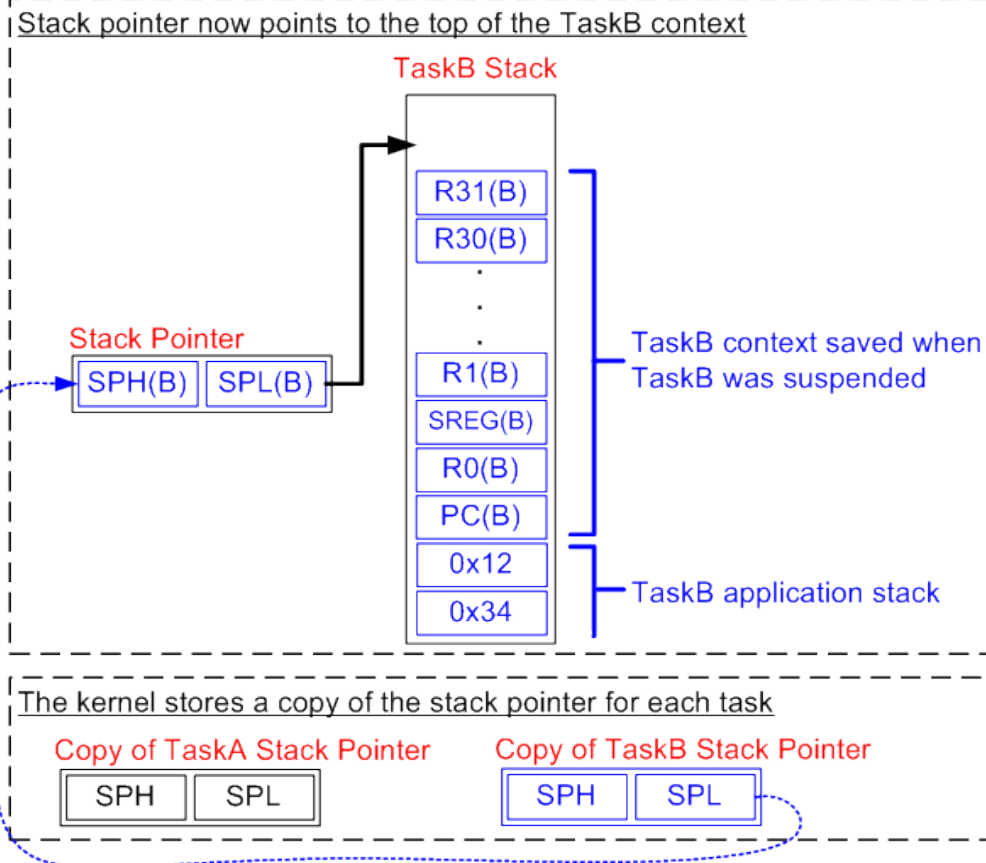 Stack pointer now points to the top of the TaskB context
TaskB Stack
R31(B)
R30(B)
.
.
.
Stack Pointer
SPH(B) SPL(B)
R1(B)
SREG(B)
R0(B)
PC(B)
0x12
0x34
TaskB context saved when
TaskB was suspended
TaskB application stack
The kernel stores a copy of the stack pointer for each task
Copy of TaskA Stack Pointer
SPH SPL
Copy of TaskB Stack Pointer
SPH SPL